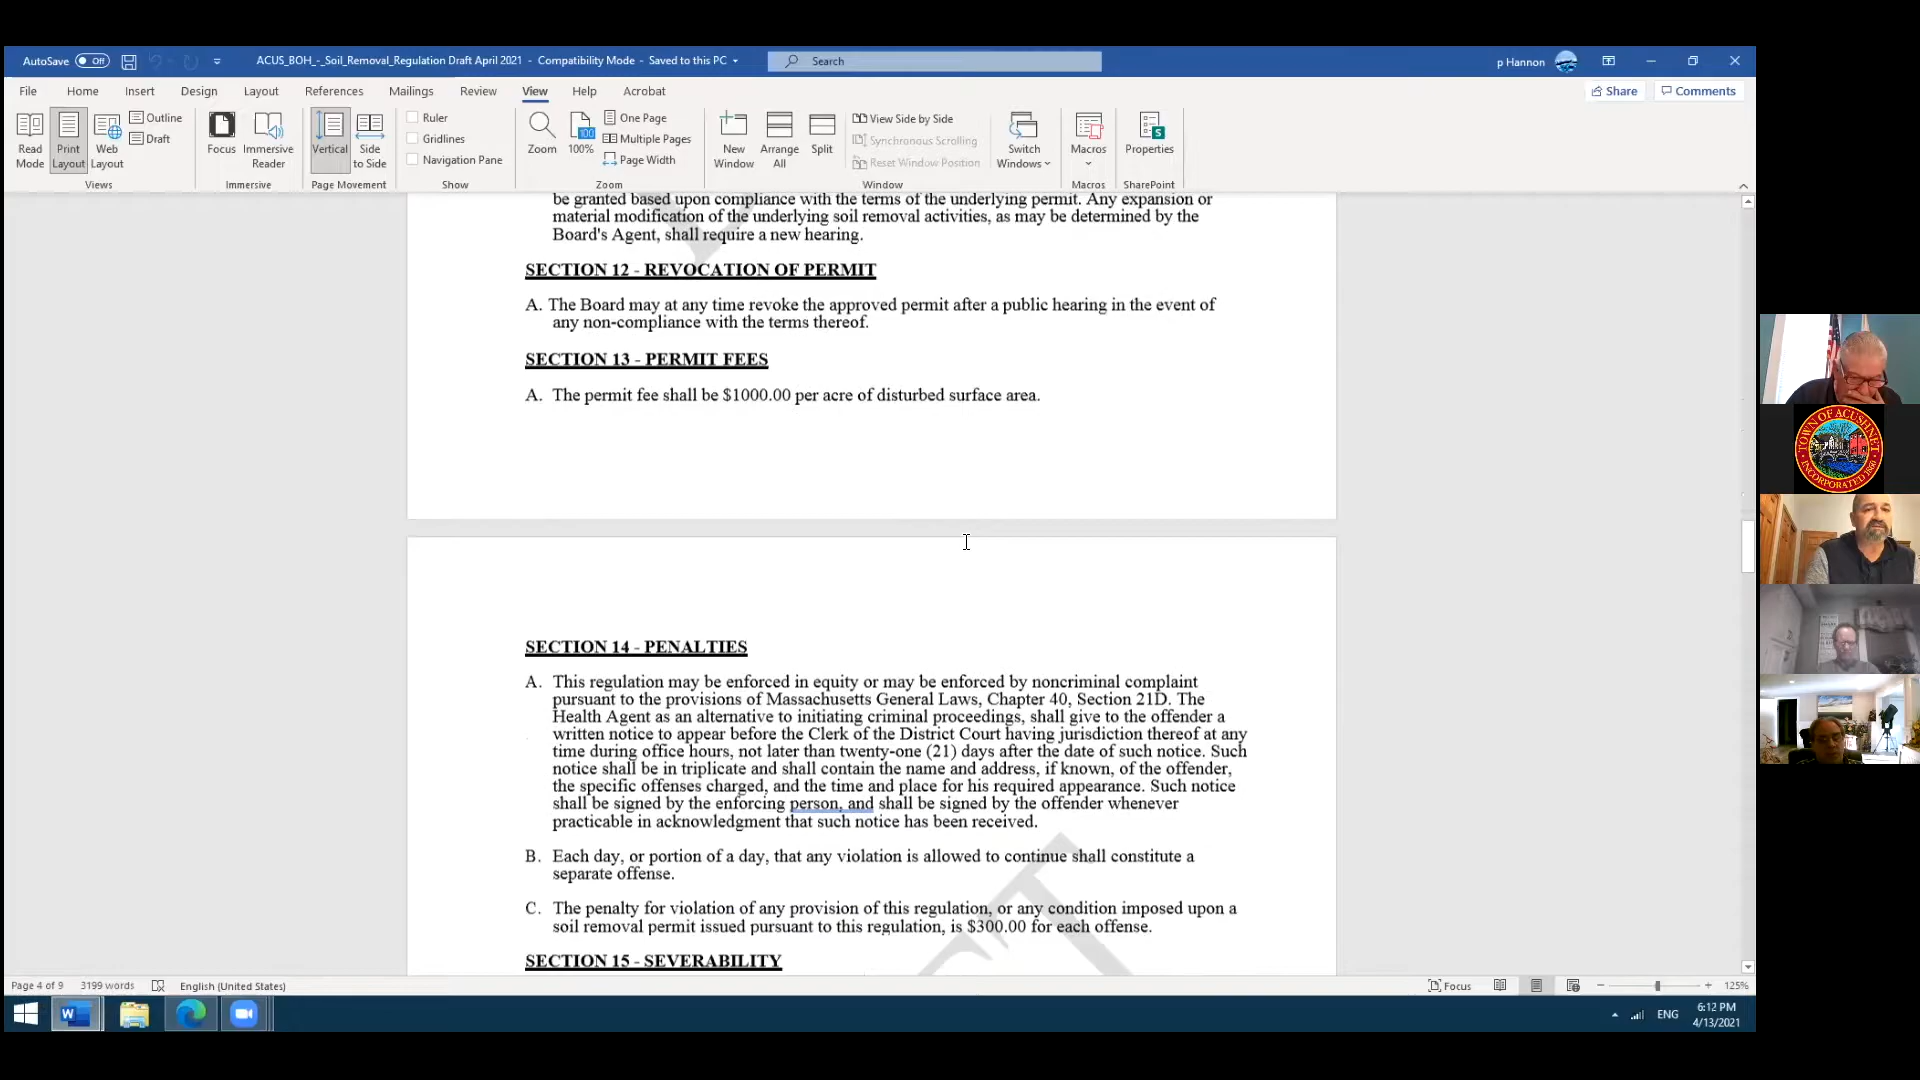 AutoSave Off
ACUS_BOH_-_Soil_Removal_Regulation Draft April 2021 - Compatibility Mode - Saved to this PC
Search
p Hannon
File Home Insert Design Layout References Mailings Review View Help Acrobat
Share Comments
Read Mode
Print Layout
Web Layout
Outline
Draft
Views
Focus
Immersive Reader
Immersive
Vertical
Side to Side
Page Movement
Ruler
Gridlines
Navigation Pane
Show
Zoom
100
100%
One Page
Multiple Pages
Page Width
Zoom
New Window
Arrange All
Split
View Side by Side
Synchronous Scrolling
Reset Window Position
Window
Switch Windows
Macros
Macros
Properties
SharePoint
be granted based upon compliance with the terms of the underlying permit. Any expansion or
material modification of the underlying soil removal activities, as may be determined by the
Board's Agent, shall require a new hearing.
SECTION 12 - REVOCATION OF PERMIT
A. The Board may at any time revoke the approved permit after a public hearing in the event of
any non-compliance with the terms thereof.
SECTION 13 - PERMIT FEES
A. The permit fee shall be $1000.00 per acre of disturbed surface area.
SECTION 14 - PENALTIES
A. This regulation may be enforced in equity or may be enforced by noncriminal complaint
pursuant to the provisions of Massachusetts General Laws, Chapter 40, Section 21D. The
Health Agent as an alternative to initiating criminal proceedings, shall give to the offender a
written notice to appear before the Clerk of the District Court having jurisdiction thereof at any
time during office hours, not later than twenty-one (21) days after the date of such notice. Such
notice shall be in triplicate and shall contain the name and address, if known, of the offender,
the specific offenses charged, and the time and place for his required appearance. Such notice
shall be signed by the enforcing person, and shall be signed by the offender whenever
practicable in acknowledgment that such notice has been received.
B. Each day, or portion of a day, that any violation is allowed to continue shall constitute a
separate offense.
C. The penalty for violation of any provision of this regulation, or any condition imposed upon a
soil removal permit issued pursuant to this regulation, is $300.00 for each offense.
SECTION 15 - SEVERABILITY
TOWN OF ACUSHNET
INCORPORATED 1860
Page 4 of 9 3199 words English (United States)
Focus
125%
ENG
6:12 PM
4/13/2021